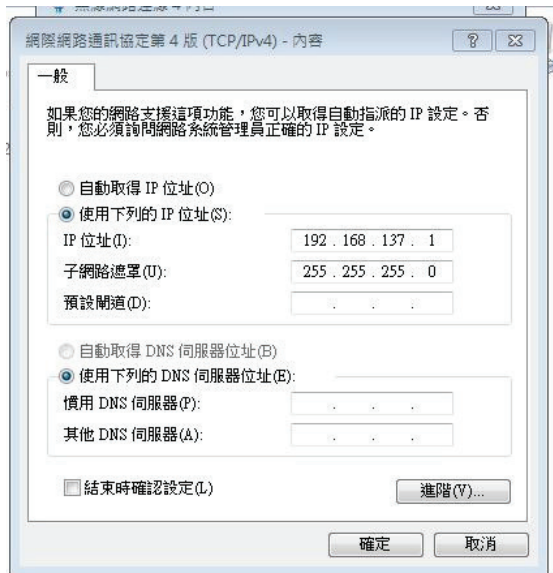 網際網路通訊協定第 4 版 (TCP/IPv4) - 內容
一般
如果您的網路支援這項功能，您可以取得自動指派的 IP 設定。否
則，您必須詢問網路系統管理員正確的 IP 設定。
自動取得 IP 位址(O)
使用下列的 IP 位址(S):
IP 位址(I): 192 . 168 . 137 . 1
子網路遮罩(U): 255 . 255 . 255 . 0
預設閘道(D): . . .
自動取得 DNS 伺服器位址(B)
使用下列的 DNS 伺服器位址(E):
慣用 DNS 伺服器(P): . . .
其他 DNS 伺服器(A): . . .
結束時確認設定(L)
進階(V)...
確定 取消